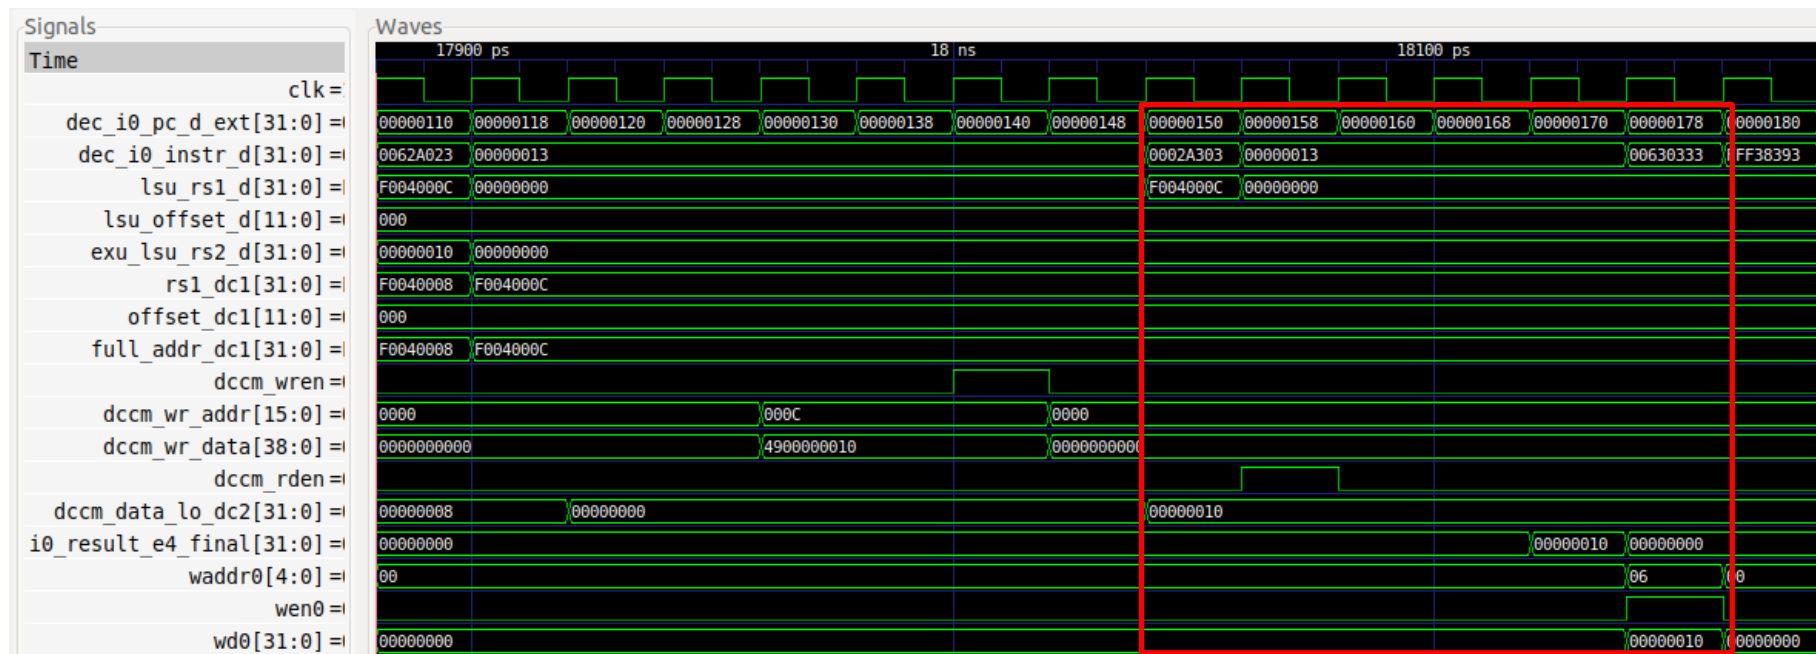 Signals Waves
Time 17900 ps 18 ns 18100 ps
clk =
dec_i0_pc_d_ext[31:0] = 00000110 00000118 00000120 00000128 00000130 00000138 00000140 00000148 00000150 00000158 00000160 00000168 00000170 00000178 00000180
dec_i0_instr_d[31:0] = 0062A023 00000013 0002A303 00000013 00630333 FFF38393
lsu_rs1_d[31:0] = F004000C 00000000 F004000C 00000000
lsu_offset_d[11:0] = 000
exu_lsu_rs2_d[31:0] = 00000010 00000000
rs1_dc1[31:0] = F0040008 F004000C
offset_dc1[11:0] = 000
full_addr_dc1[31:0] = F0040008 F004000C
dccm_wren =
dccm_wr_addr[15:0] = 0000 000C 0000
dccm_wr_data[38:0] = 0000000000 4900000010 0000000000
dccm_rden =
dccm_data_lo_dc2[31:0] = 00000008 00000000 00000010
i0_result_e4_final[31:0] = 00000000 00000010 00000000
waddr0[4:0] = 00 06 00
wen0 =
wd0[31:0] = 00000000 00000010 00000000